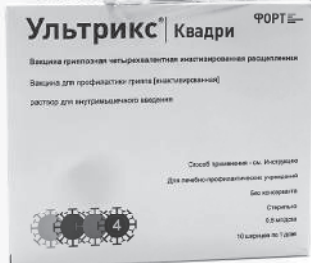 Ультрикс® | Квадри
ФОРТ
Вакцина гриппозная четырехвалентная инактивированная расщепленная
Вакцина для профилактики гриппа [инактивированная]
раствор для внутримышечного введения
Способ применения - см. Инструкцию
Для лечебно-профилактических учреждений
Без консерванта
Стерильно
0,5 мл/доза
10 шприцев по 1 дозе
4